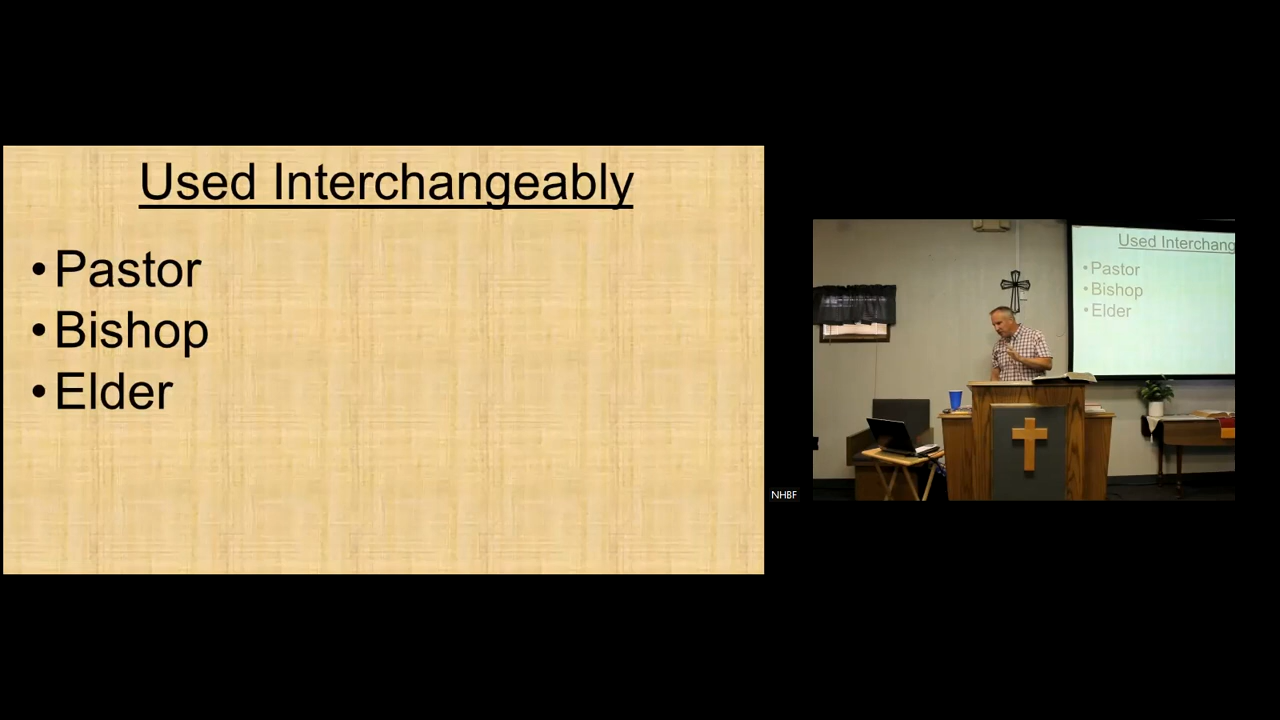 Used Interchangeably
•Pastor
•Bishop
•Elder
NHBF
Used Interchang
•Pastor
•Bishop
•Elder